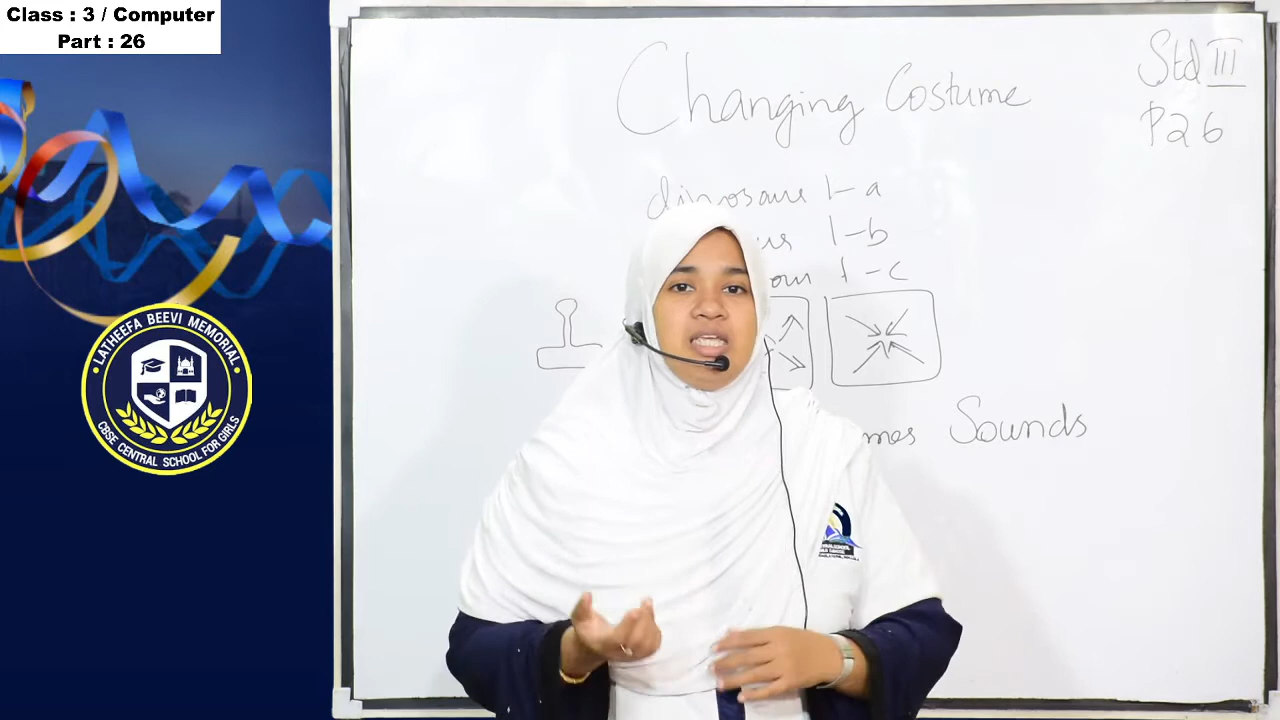 Class : 3 / Computer
Part : 26
Changing Costume
Std III
P26
dinosaur 1-a
1-b
1-c
Sounds
LATHEEFA BEEVI MEMORIAL
CBSE CENTRAL SCHOOL FOR GIRLS